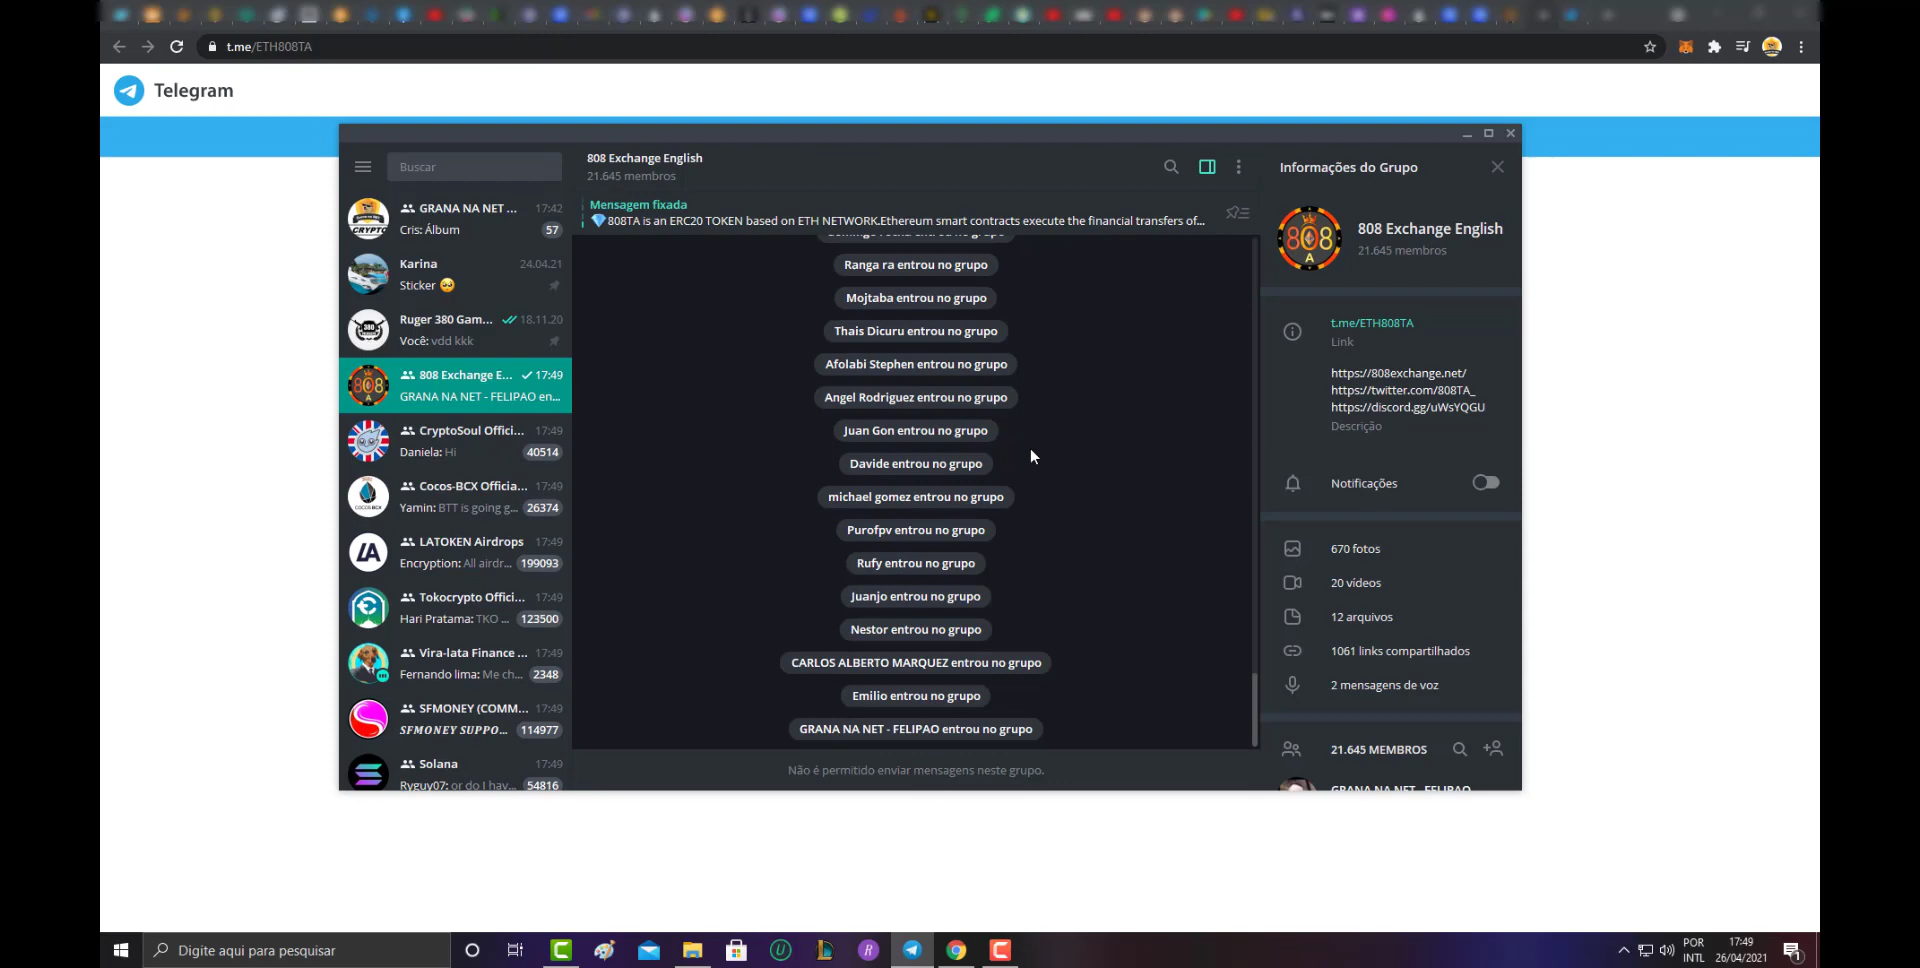 t.me/ETH808TA
Telegram
Buscar
GRANA NA NET ... 17:42
Cris: Álbum 57
Karina 24.04.21
Sticker 🥺
Ruger 380 Gam... 18.11.20
Você: vdd kkk
808 Exchange E... 17:49
GRANA NA NET - FELIPAO en...
CryptoSoul Offici... 17:49
Daniela: Hi 40514
Cocos-BCX Officia... 17:49
Yamin: BTT is going g... 26374
LATOKEN Airdrops 17:49
Encryption: All airdr... 199093
Tokocrypto Offici... 17:49
Hari Pratama: TKO ... 123500
Vira-lata Finance ... 17:49
Fernando lima: Me ch... 2348
SFMONEY (COMM... 17:49
SFMONEY SUPPO... 114977
Solana 17:49
Ryguy07: or do I hav... 54816
808 Exchange English
21.645 membros
Mensagem fixada
💎808TA is an ERC20 TOKEN based on ETH NETWORK.Ethereum smart contracts execute the financial transfers of...
entrou no grupo
Ranga ra entrou no grupo
Mojtaba entrou no grupo
Thais Dicuru entrou no grupo
Afolabi Stephen entrou no grupo
Angel Rodriguez entrou no grupo
Juan Gon entrou no grupo
Davide entrou no grupo
michael gomez entrou no grupo
Purofpv entrou no grupo
Rufy entrou no grupo
Juanjo entrou no grupo
Nestor entrou no grupo
CARLOS ALBERTO MARQUEZ entrou no grupo
Emilio entrou no grupo
GRANA NA NET - FELIPAO entrou no grupo
Não é permitido enviar mensagens neste grupo.
Informações do Grupo
808
A
808 Exchange English
21.645 membros
t.me/ETH808TA
Link
https://808exchange.net/
https://twitter.com/808TA_
https://discord.gg/uWsYQGU
Descrição
Notificações
670 fotos
20 vídeos
12 arquivos
1061 links compartilhados
2 mensagens de voz
21.645 MEMBROS
GRANA NA NET - FELIPAO
Digite aqui para pesquisar
POR 17:49
INTL 26/04/2021
1